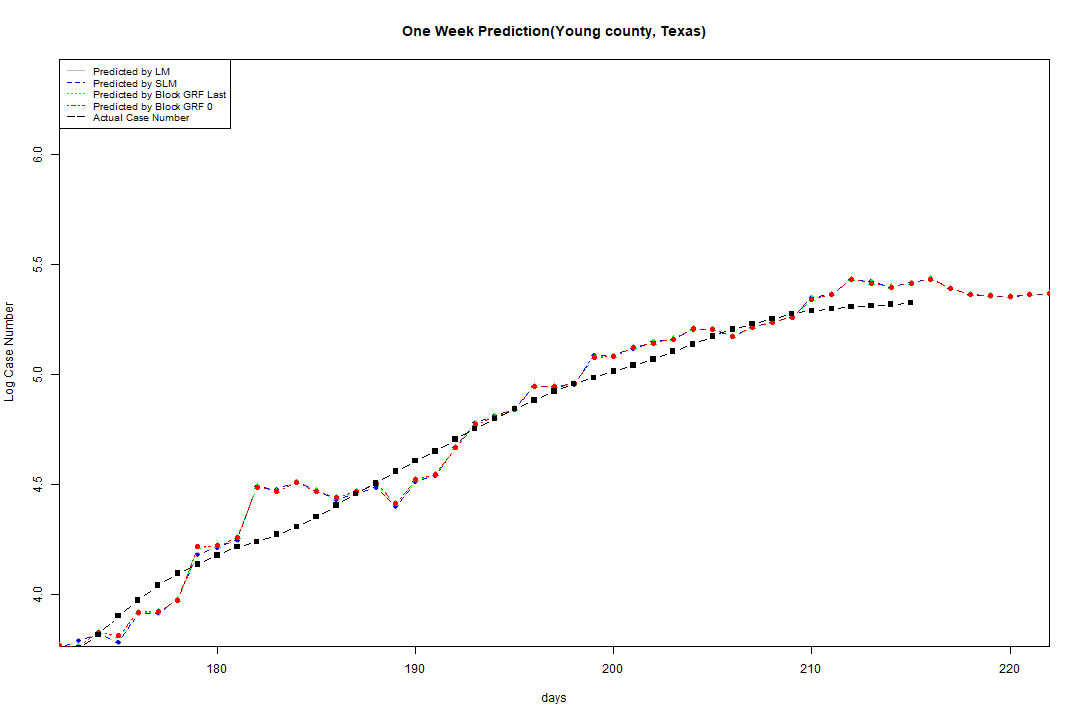 One Week Prediction(Young county, Texas)
Predicted by LM
Predicted by SLM
Predicted by Block GRF Last
Predicted by Block GRF 0
Actual Case Number
Log Case Number
6.0
5.5
5.0
4.5
4.0
180 190 200 210 220
days